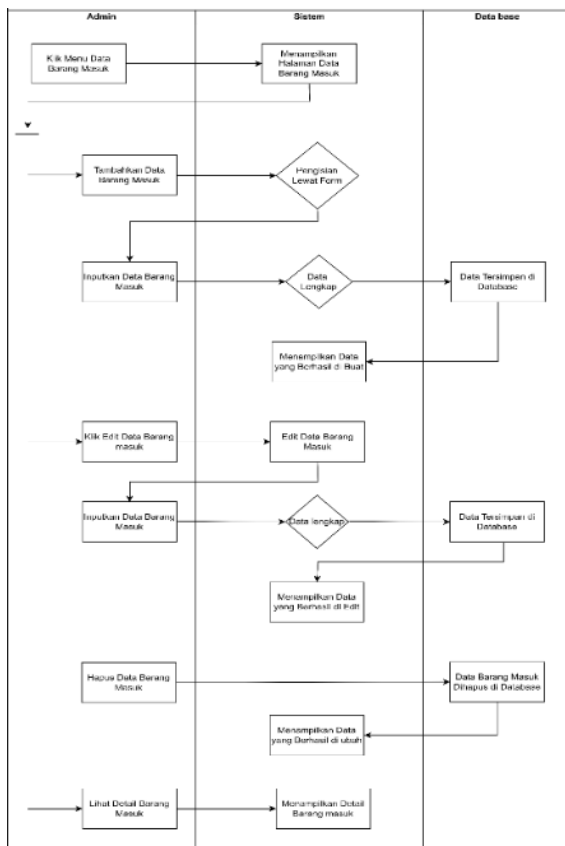 Admin
Sistem
Data base
Klik Menu Data
Barang Masuk
Menampilkan
Halaman Data
Barang Masuk
Tambahkan Data
Barang Masuk
Pengisian
Lewat Form
Inputkan Data Barang
Masuk
Data
Lengkap
Data Tersimpan di
Database
Menampilkan Data
yang Berhasil di Buat
Klik Edit Data Barang
masuk
Edit Data Barang
Masuk
Inputkan Data Barang
Masuk
Data lengkap
Data Tersimpan di
Database
Menampilkan Data
yang Berhasil di Edit
Hapus Data Barang
Masuk
Data Barang Masuk
Dihapus di Database
Menampilkan Data
yang Berhasil di ubah
Lihat Detail Barang
Masuk
Menampilkan Detail
Barang masuk